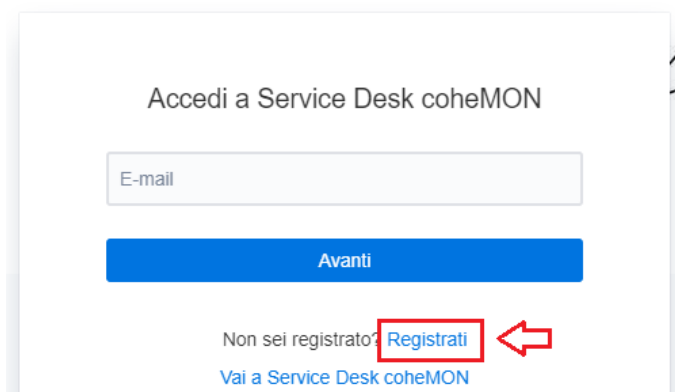 Accedi a Service Desk coheMON
E-mail
Avanti
Non sei registrato? Registrati
Vai a Service Desk coheMON